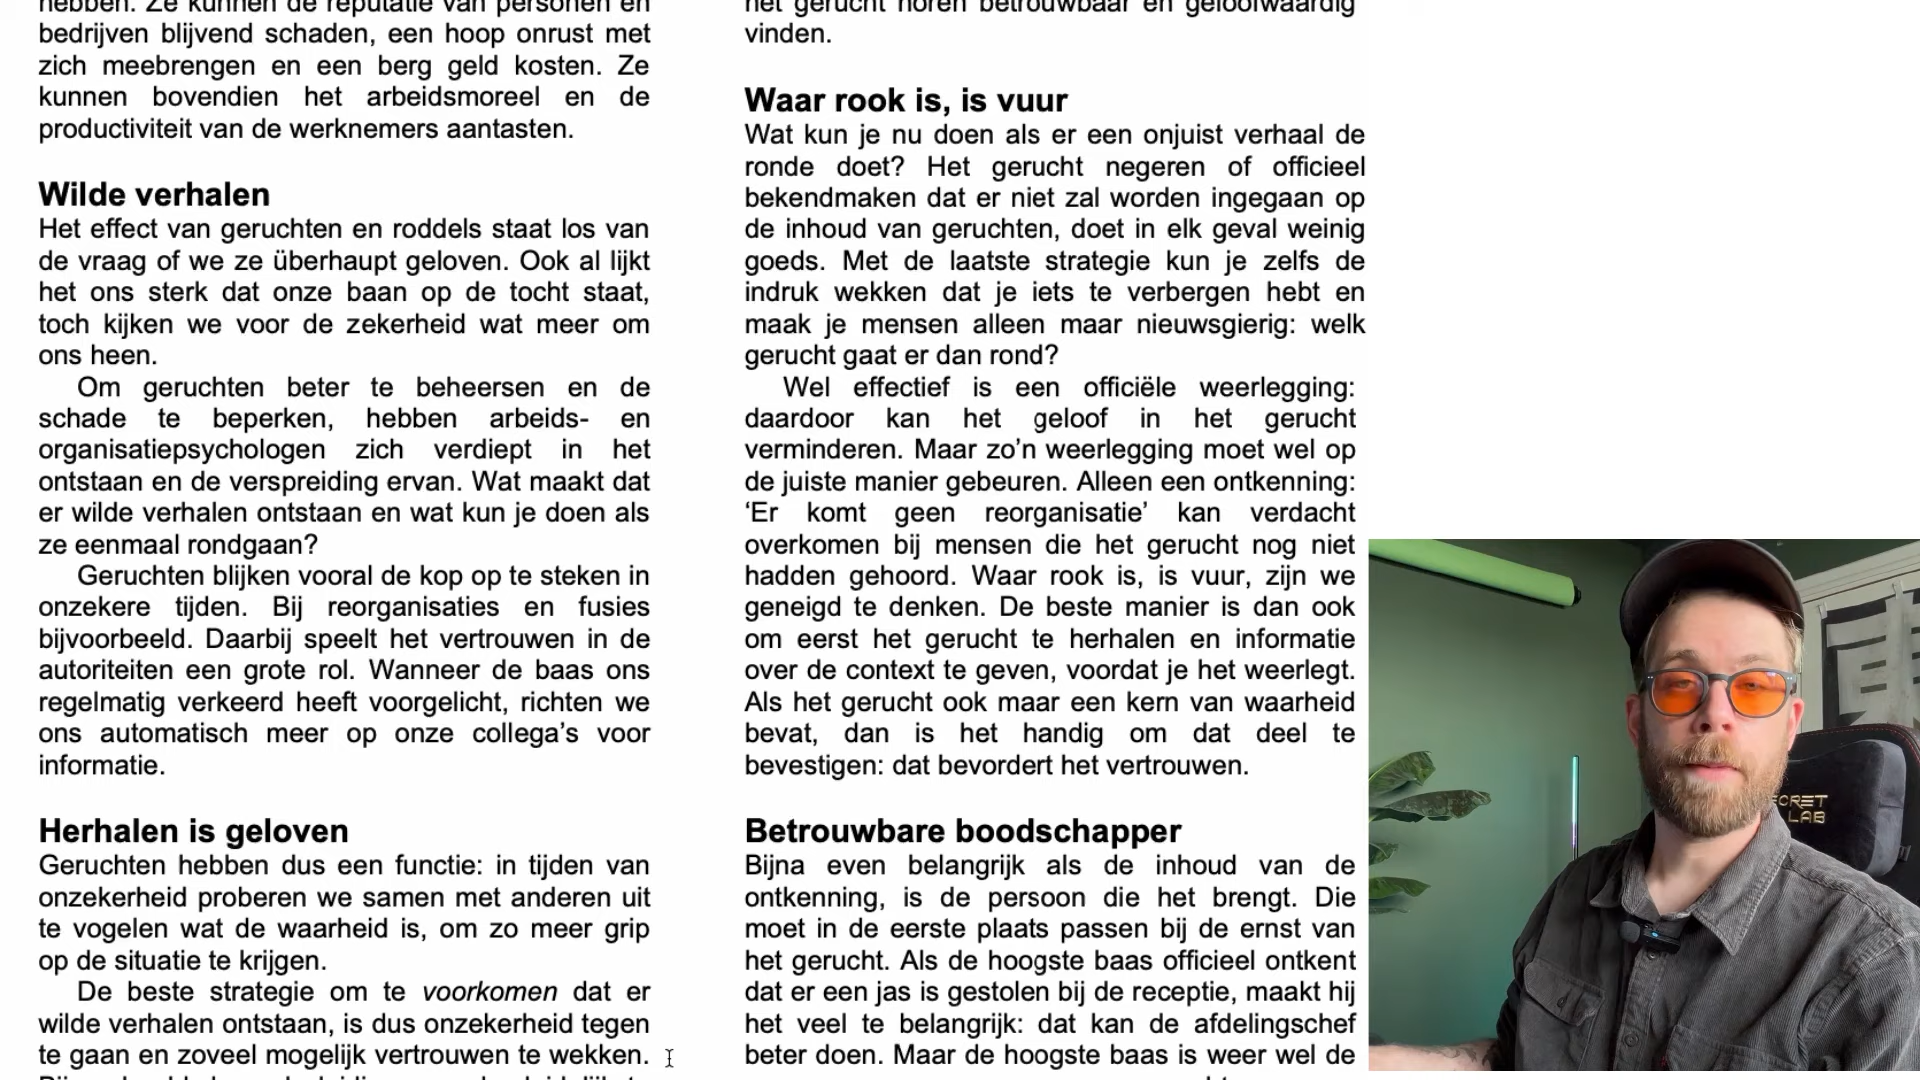 hebben. Ze kunnen de reputatie van personen en
bedrijven blijvend schaden, een hoop onrust met
zich meebrengen en een berg geld kosten. Ze
kunnen bovendien het arbeidsmoreel en de
productiviteit van de werknemers aantasten.
Wilde verhalen
Het effect van geruchten en roddels staat los van
de vraag of we ze überhaupt geloven. Ook al lijkt
het ons sterk dat onze baan op de tocht staat,
toch kijken we voor de zekerheid wat meer om
ons heen.
Om geruchten beter te beheersen en de
schade te beperken, hebben arbeids- en
organisatiepsychologen zich verdiept in het
ontstaan en de verspreiding ervan. Wat maakt dat
er wilde verhalen ontstaan en wat kun je doen als
ze eenmaal rondgaan?
Geruchten blijken vooral de kop op te steken in
onzekere tijden. Bij reorganisaties en fusies
bijvoorbeeld. Daarbij speelt het vertrouwen in de
autoriteiten een grote rol. Wanneer de baas ons
regelmatig verkeerd heeft voorgelicht, richten we
ons automatisch meer op onze collega’s voor
informatie.
Herhalen is geloven
Geruchten hebben dus een functie: in tijden van
onzekerheid proberen we samen met anderen uit
te vogelen wat de waarheid is, om zo meer grip
op de situatie te krijgen.
De beste strategie om te voorkomen dat er
wilde verhalen ontstaan, is dus onzekerheid tegen
te gaan en zoveel mogelijk vertrouwen te wekken.
het gerucht horen betrouwbaar en geloofwaardig
vinden.
Waar rook is, is vuur
Wat kun je nu doen als er een onjuist verhaal de
ronde doet? Het gerucht negeren of officieel
bekendmaken dat er niet zal worden ingegaan op
de inhoud van geruchten, doet in elk geval weinig
goeds. Met de laatste strategie kun je zelfs de
indruk wekken dat je iets te verbergen hebt en
maak je mensen alleen maar nieuwsgierig: welk
gerucht gaat er dan rond?
Wel effectief is een officiële weerlegging:
daardoor kan het geloof in het gerucht
verminderen. Maar zo’n weerlegging moet wel op
de juiste manier gebeuren. Alleen een ontkenning:
‘Er komt geen reorganisatie’ kan verdacht
overkomen bij mensen die het gerucht nog niet
hadden gehoord. Waar rook is, is vuur, zijn we
geneigd te denken. De beste manier is dan ook
om eerst het gerucht te herhalen en informatie
over de context te geven, voordat je het weerlegt.
Als het gerucht ook maar een kern van waarheid
bevat, dan is het handig om dat deel te
bevestigen: dat bevordert het vertrouwen.
Betrouwbare boodschapper
Bijna even belangrijk als de inhoud van de
ontkenning, is de persoon die het brengt. Die
moet in de eerste plaats passen bij de ernst van
het gerucht. Als de hoogste baas officieel ontkent
dat er een jas is gestolen bij de receptie, maakt hij
het veel te belangrijk: dat kan de afdelingschef
beter doen. Maar de hoogste baas is weer wel de
CRET
LAB